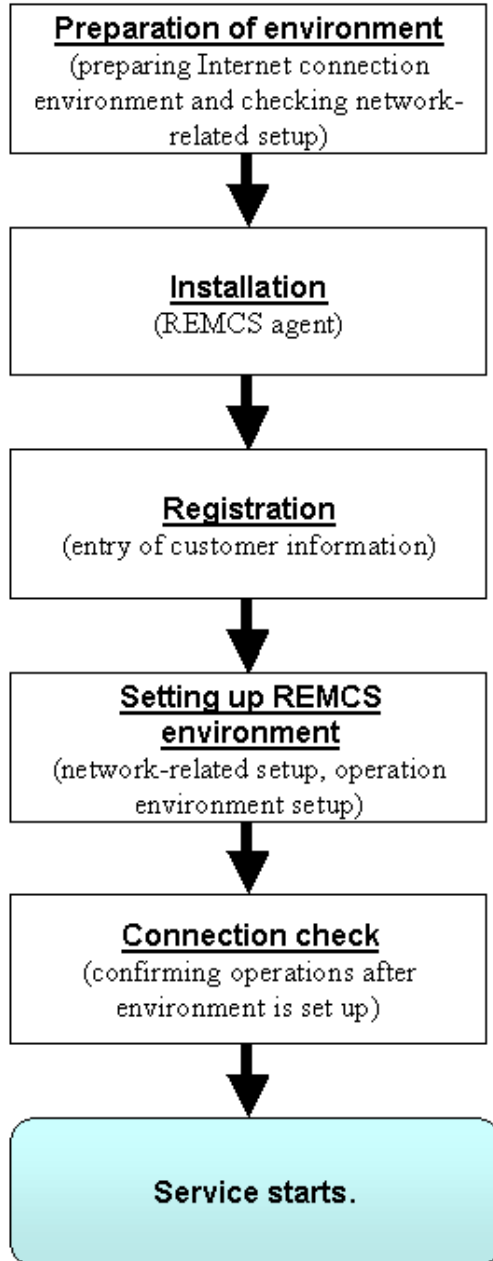 Preparation of environment
(preparing Internet connection
environment and checking network-
related setup)
Installation
(REMCS agent)
Registration
(entry of customer information)
Setting up REMCS
environment
(network-related setup, operation
environment setup)
Connection check
(confirming operations after
environment is set up)
Service starts.